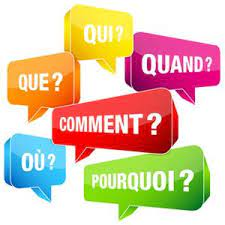 QUI ?
QUAND ?
QUE ?
COMMENT ?
OÙ ?
POURQUOI ?